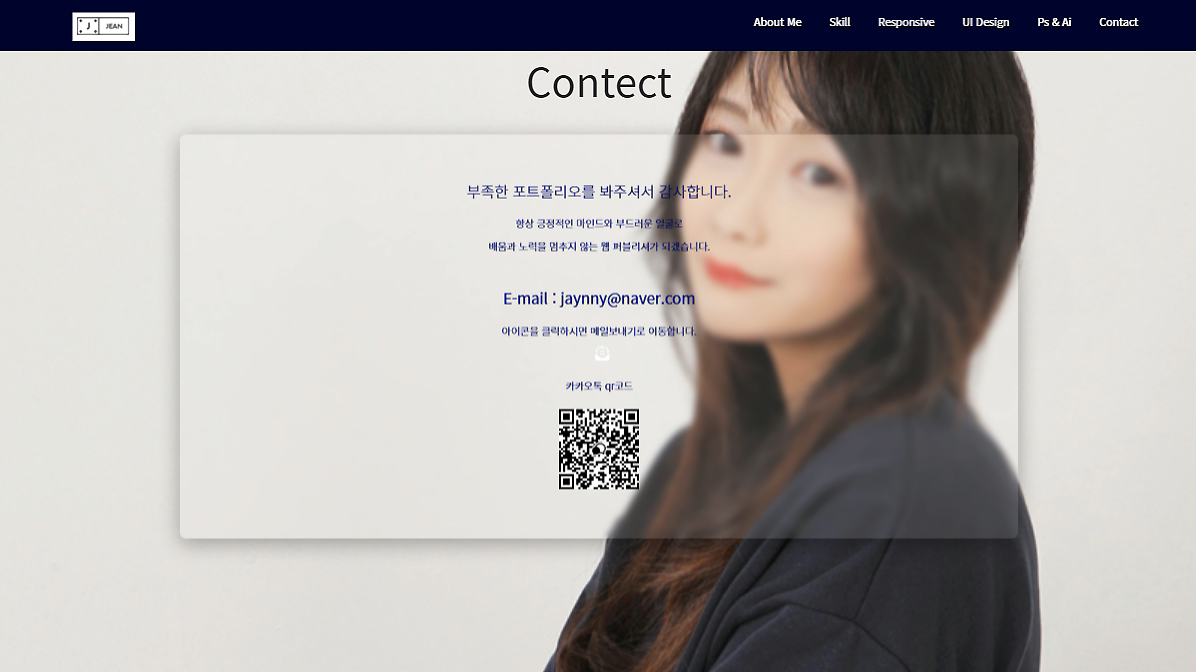 J JEAN
About Me Skill Responsive UI Design Ps & Ai Contact
Contect
부족한 포트폴리오를 봐주셔서 감사합니다.
항상 긍정적인 마인드와 부드러운 얼굴로
배움과 노력을 멈추지 않는 웹 퍼블리셔가 되겠습니다.
E-mail : jaynny@naver.com
아이콘을 클릭하시면 메일보내기로 이동합니다.
카카오톡 qr코드